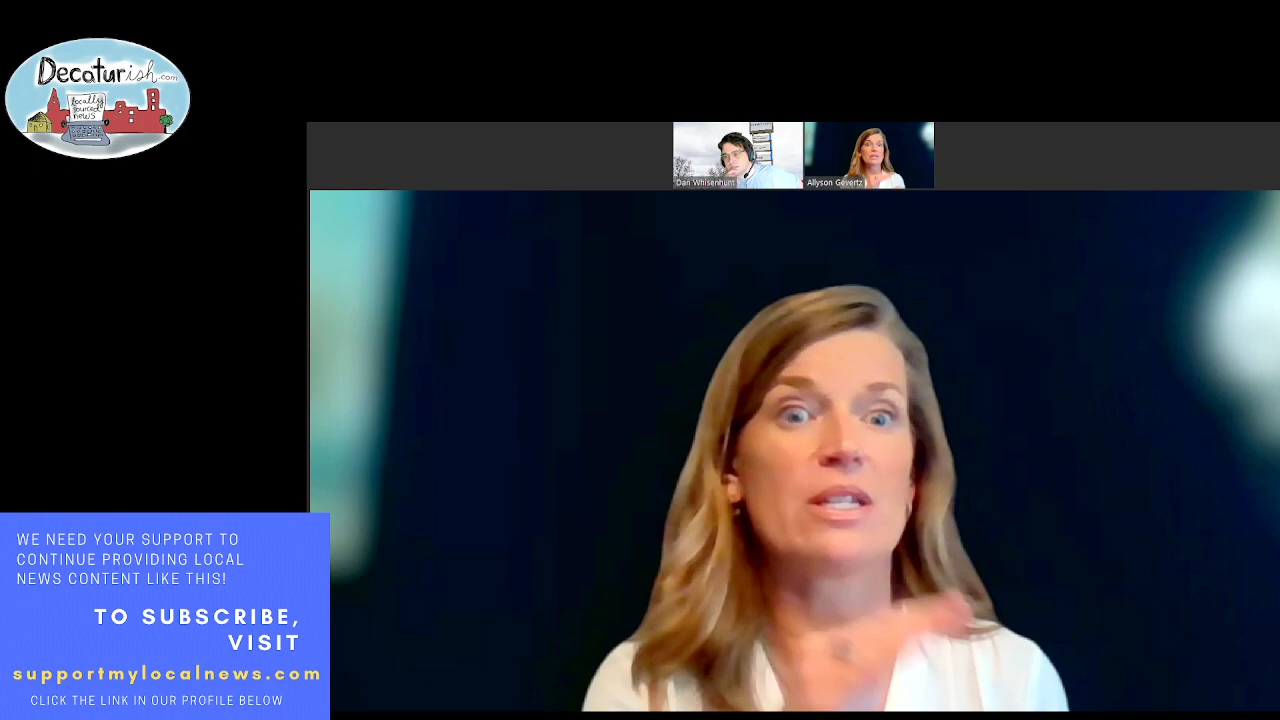 Decaturish.com
locally
sourced
news
Dan Whisenhunt
Allyson Gevertz
WE NEED YOUR SUPPORT TO
CONTINUE PROVIDING LOCAL
NEWS CONTENT LIKE THIS!
TO SUBSCRIBE,
VISIT
supportmylocalnews.com
CLICK THE LINK IN OUR PROFILE BELOW